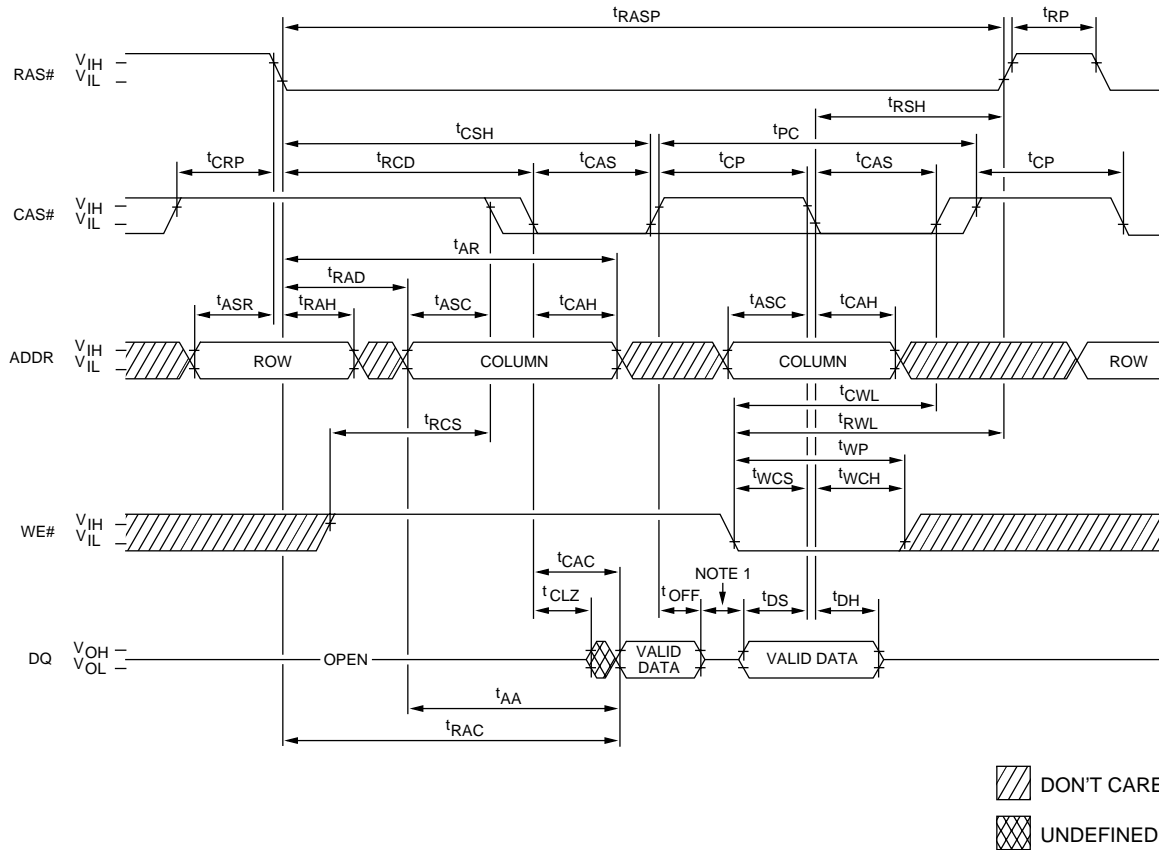 tRASP tRP
RAS# VIH
VIL
tRSH
tCSH tPC
tCRP tRCD tCAS tCP tCAS tCP
CAS# VIH
VIL
tAR
tRAD
tASR tRAH tASC tCAH tASC tCAH
ADDR VIH
VIL
ROW COLUMN COLUMN ROW
tCWL
tRCS tRWL
tWP
tWCS tWCH
WE# VIH
VIL
tCAC NOTE 1
tCLZ tOFF tDS tDH
DQ VOH
VOL
OPEN VALID DATA VALID DATA
tAA
tRAC
DON'T CARE
UNDEFINED